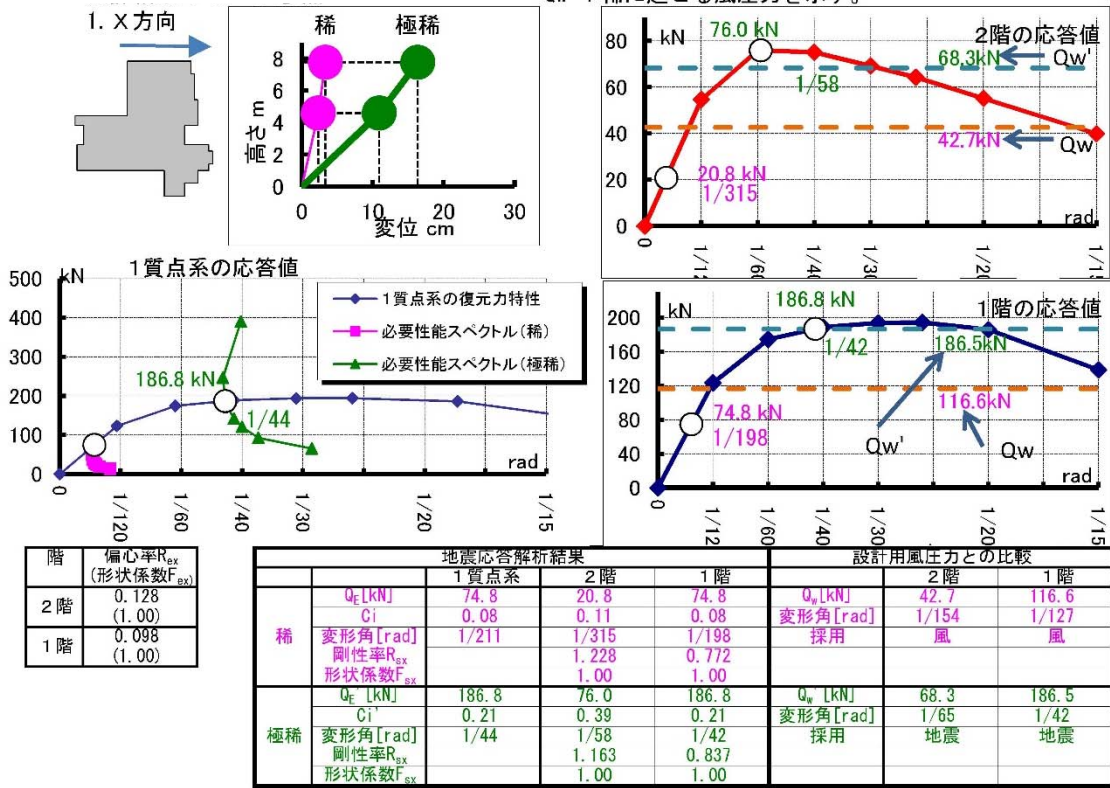 1. X方向
稀 極稀
高さ m
8
6
4
2
0
0 10 20 30
変位 cm
kN
76.0 kN
2階の応答値
80
60
40
20
0
68.3kN
Qw'
1/58
42.7kN
Qw
20.8 kN
1/315
rad
0 1/12 1/60 1/40 1/30 1/20 1/15
1質点系の応答値
kN
500
400
300
200
100
0
1質点系の復元力特性
必要性能スペクトル(稀)
必要性能スペクトル(極稀)
186.8 kN
1/44
rad
0 1/120 1/60 1/40 1/30 1/20 1/15
kN
186.8 kN
1階の応答値
200
160
120
80
40
0
1/42
186.5kN
74.8 kN
1/198
116.6kN
Qw'
Qw
rad
0 1/12 1/60 1/40 1/30 1/20 1/15
階 偏心率Rex
(形状係数Fex)
2階 0.128
(1.00)
1階 0.098
(1.00)
地震応答解析結果 設計用風圧力との比較
1質点系 2階 1階 2階 1階
稀 QE[kN] 74.8 20.8 74.8 Qw[kN] 42.7 116.6
Ci 0.08 0.11 0.08 変形角[rad] 1/154 1/127
変形角[rad] 1/211 1/315 1/198 採用 風 風
剛性率Rsx 1.228 0.772
形状係数Fsx 1.00 1.00
極稀 QE'[kN] 186.8 76.0 186.8 Qw'[kN] 68.3 186.5
Ci' 0.21 0.39 0.21 変形角[rad] 1/65 1/42
変形角[rad] 1/44 1/58 1/42 採用 地震 地震
剛性率Rsx 1.163 0.837
形状係数Fsx 1.00 1.00